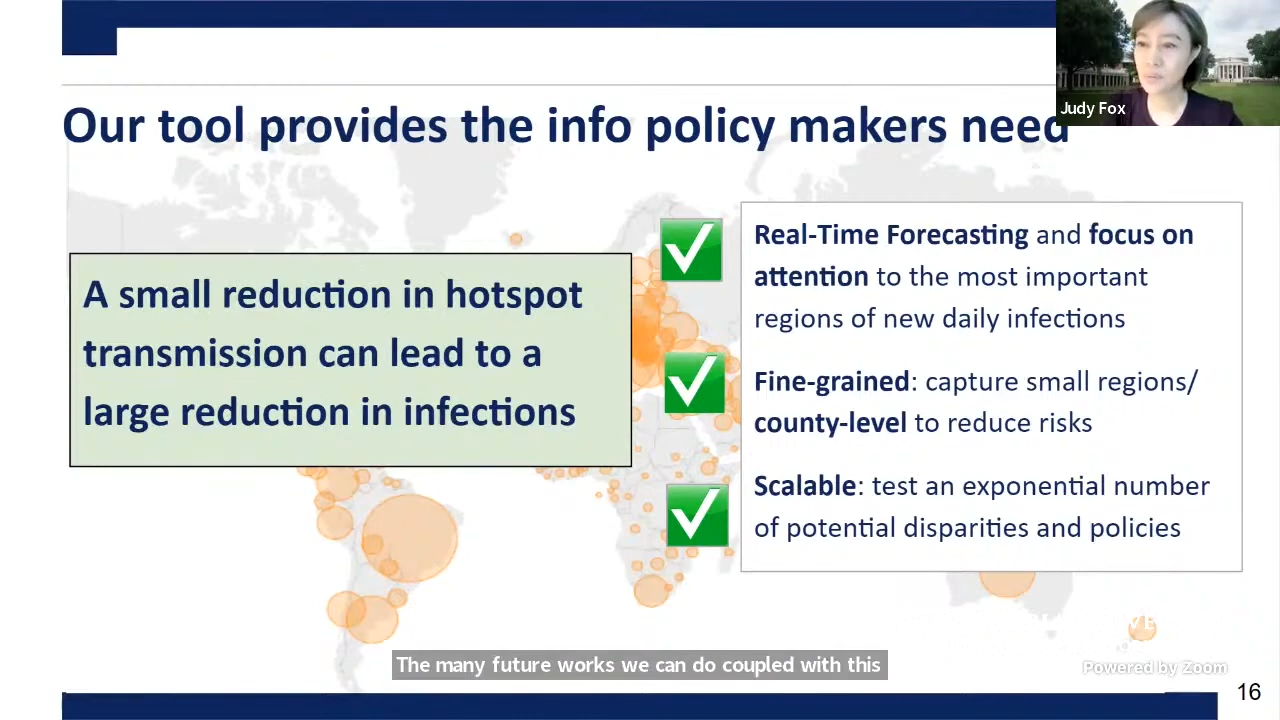 Our tool provides the info policy makers need
Judy Fox
A small reduction in hotspot
transmission can lead to a
large reduction in infections
Real-Time Forecasting and focus on
attention to the most important
regions of new daily infections
Fine-grained: capture small regions/
county-level to reduce risks
Scalable: test an exponential number
of potential disparities and policies
The many future works we can do coupled with this
Powered by Zoom
16